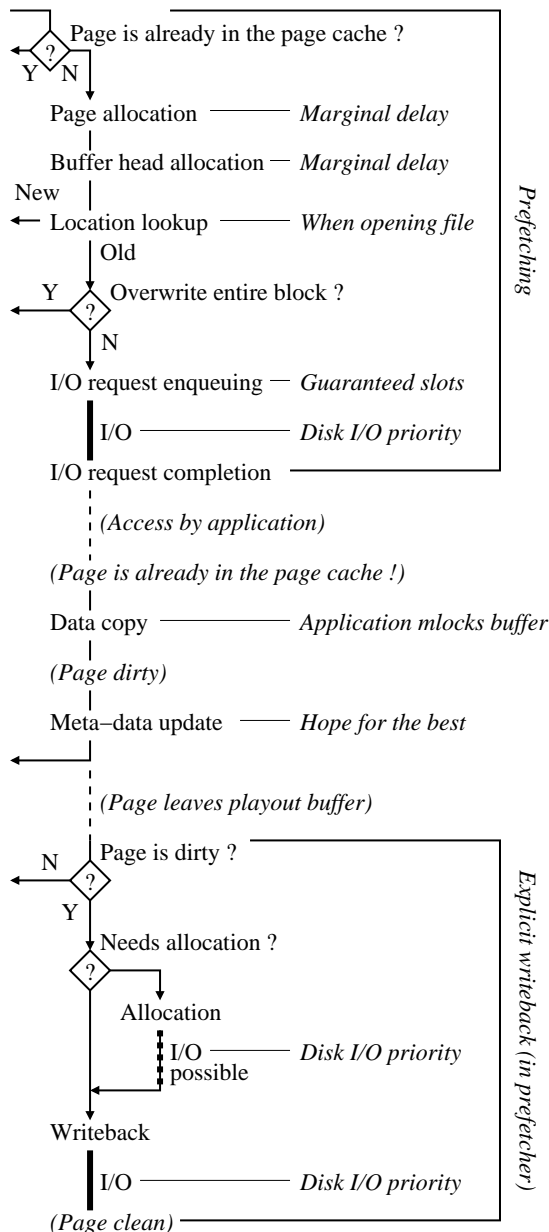 Page is already in the page cache ?
?
Y N
Page allocation Marginal delay
Buffer head allocation Marginal delay
New
Location lookup When opening file
Old
Prefetching
Y Overwrite entire block ?
?
N
I/O request enqueuing Guaranteed slots
I/O Disk I/O priority
I/O request completion
(Access by application)
(Page is already in the page cache !)
Data copy Application mlocks buffer
(Page dirty)
Meta−data update Hope for the best
(Page leaves playout buffer)
Page is dirty ?
N ?
Y
Needs allocation ?
?
Allocation
I/O Disk I/O priority
possible
Explicit writeback (in prefetcher)
Writeback
I/O Disk I/O priority
(Page clean)